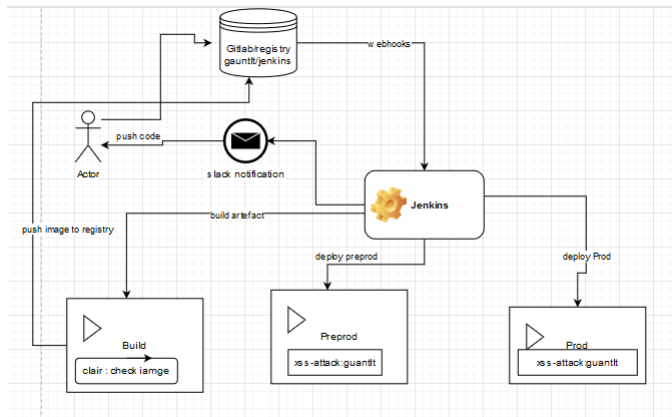 Gitlab/registry
gauntlt/jenkins
webhooks
push code
Actor
slack notification
Jenkins
push image to registry
build artefact
deploy preprod
deploy Prod
Build
clair : check iamge
Preprod
xss-attack:guantlt
Prod
xss-attack:guantlt